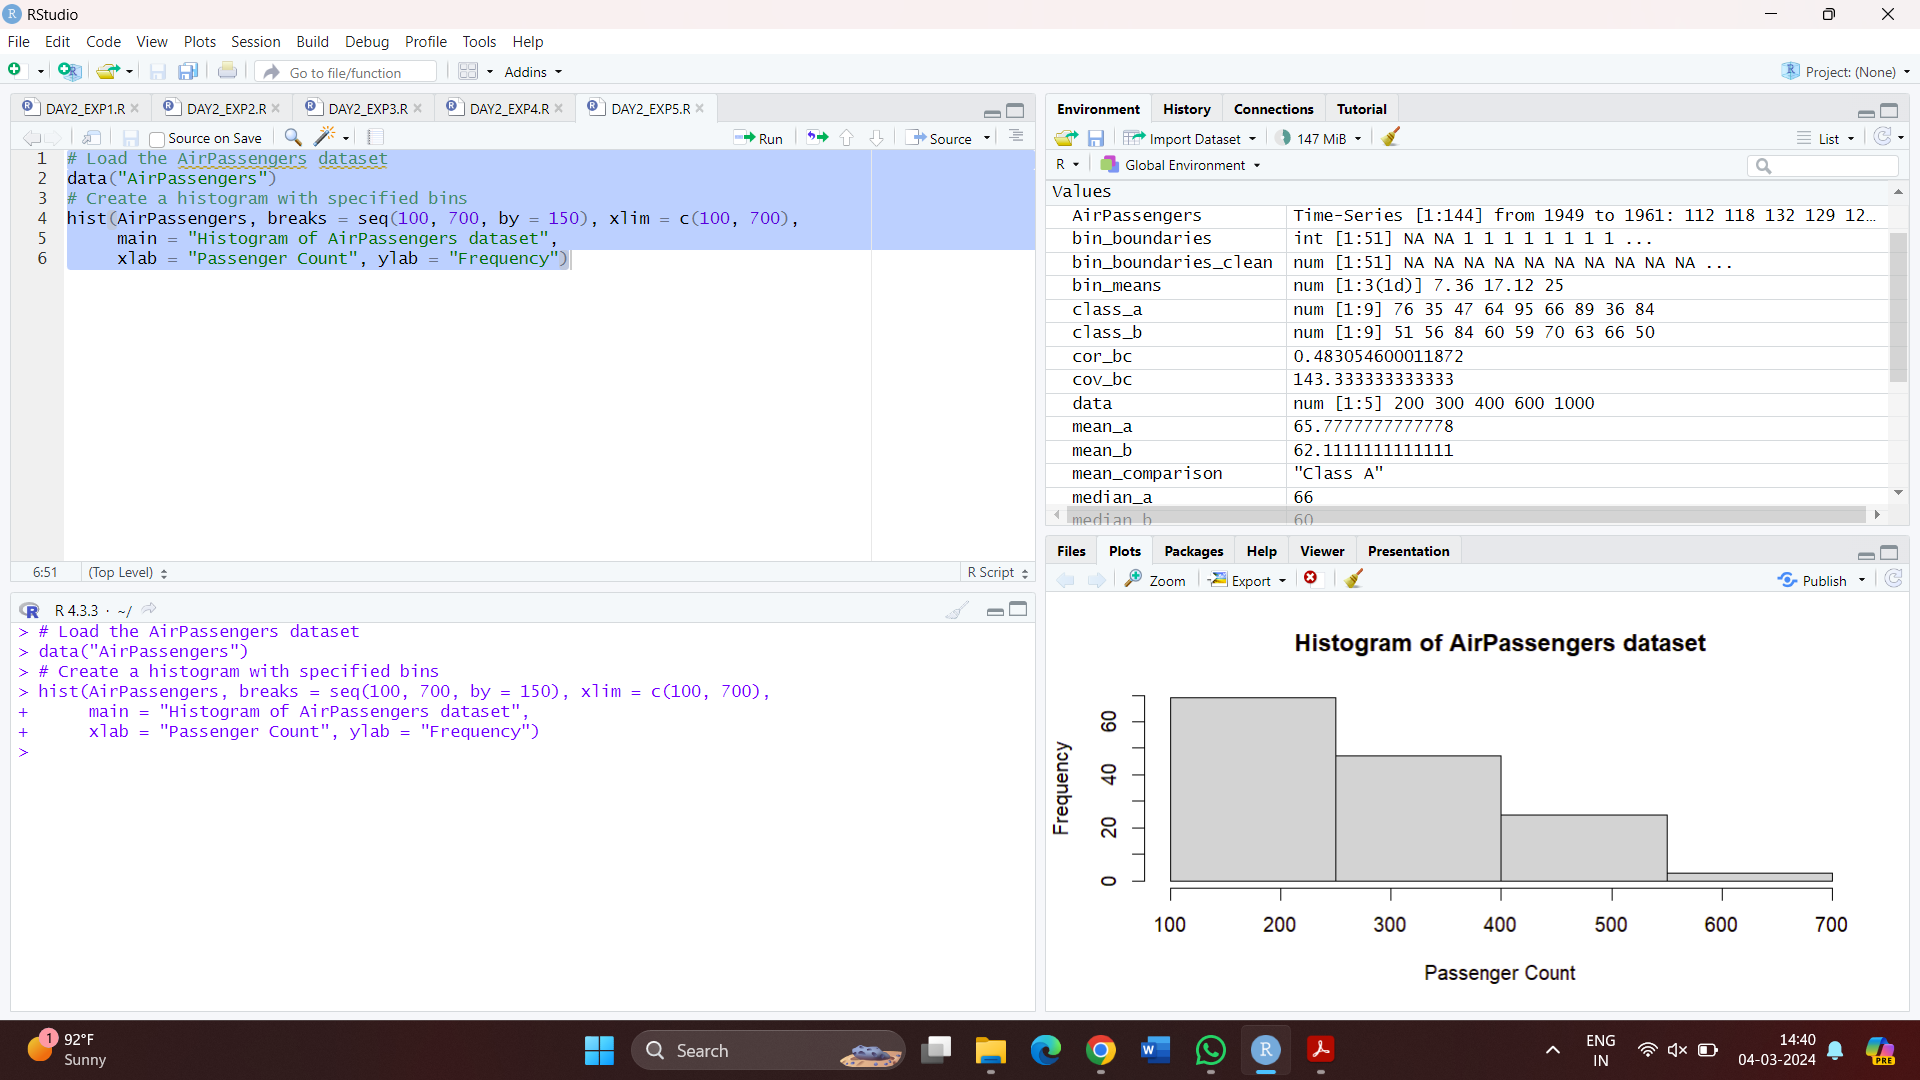 RStudio
File Edit Code View Plots Session Build Debug Profile Tools Help
Go to file/function Addins Project: (None)
DAY2_EXP1.R DAY2_EXP2.R DAY2_EXP3.R DAY2_EXP4.R DAY2_EXP5.R
Source on Save Run Source
1 # Load the AirPassengers dataset
2 data("AirPassengers")
3 # Create a histogram with specified bins
4 hist(AirPassengers, breaks = seq(100, 700, by = 150), xlim = c(100, 700),
5 main = "Histogram of AirPassengers dataset",
6 xlab = "Passenger Count", ylab = "Frequency")
6:51 (Top Level) R Script
R 4.3.3 · ~/
> # Load the AirPassengers dataset
> data("AirPassengers")
> # Create a histogram with specified bins
> hist(AirPassengers, breaks = seq(100, 700, by = 150), xlim = c(100, 700),
+ main = "Histogram of AirPassengers dataset",
+ xlab = "Passenger Count", ylab = "Frequency")
>
Environment History Connections Tutorial
Import Dataset 147 MiB List
R Global Environment
Values
AirPassengers Time-Series [1:144] from 1949 to 1961: 112 118 132 129 12…
bin_boundaries int [1:51] NA NA 1 1 1 1 1 1 1 1 ...
bin_boundaries_clean num [1:51] NA NA NA NA NA NA NA NA NA NA ...
bin_means num [1:3(1d)] 7.36 17.12 25
class_a num [1:9] 76 35 47 64 95 66 89 36 84
class_b num [1:9] 51 56 84 60 59 70 63 66 50
cor_bc 0.483054600011872
cov_bc 143.333333333333
data num [1:5] 200 300 400 600 1000
mean_a 65.7777777777778
mean_b 62.1111111111111
mean_comparison "Class A"
median_a 66
median_b 60
Files Plots Packages Help Viewer Presentation
Zoom Export Publish
Histogram of AirPassengers dataset
Frequency
60
40
20
0
100 200 300 400 500 600 700
Passenger Count
1 92°F
Sunny
Search
ENG
IN
14:40
04-03-2024
PRE